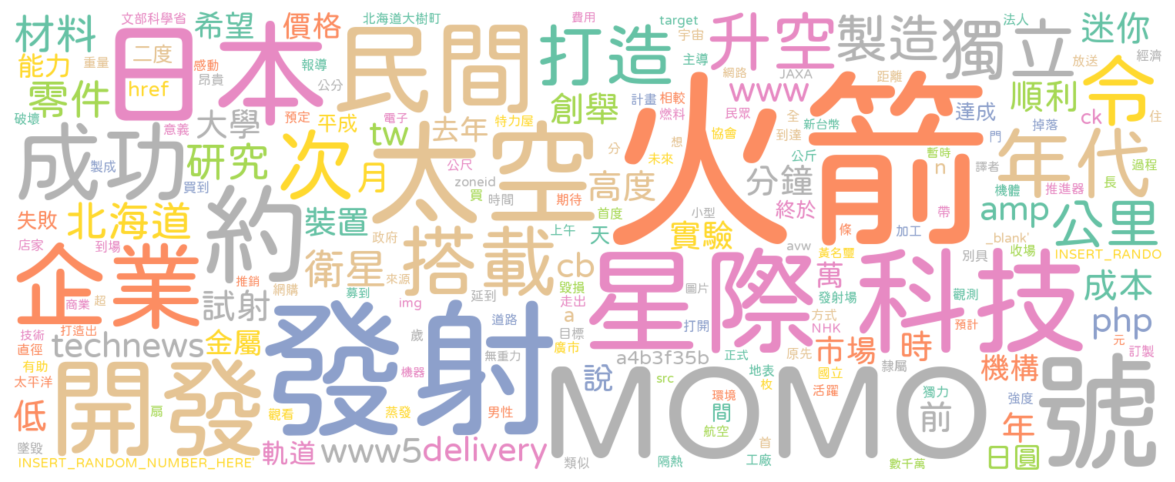 文部科學省
希望
價格
北海道大樹町
費用
target
材料
製造
獨立
迷你
二度
感動
報導
打造
宇宙
主導
升空
法人
經濟
能力
重量
昂貴
日本
公分
民間
網路
JAXA
距離
放送
令
href
零件
創舉
計畫
相較
www
順利
破壞
意義
預定
平成
電子
特力屋
燃料
民眾
全
達成
掉落
ck
住
大學
tw
去年
新台幣
協會
到達
門
成功
製成
研究
次
月
公尺
太空
分
想
未來
火箭
公斤
暫時
n
譯者
年代
過程
買到
zoneid
買
時間
期待
高度
分鐘
機體
推進器
長
失敗
北海道
約
裝置
首度
天
小型
終於
條
帶
amp
公里
店家
到場
政府
上午
實驗
加工
_blank'
企業
推銷
衛星
搭載
avw
黃名璽
別具
收場
INSERT_RANDO
商業
超
網購
來源
cb
毀損
萬
發射場
觀測
成本
試射
募到
img
延到
走出
圖片
星際
方式
科技
技術
打造出
發射
道路
a
打開
NHK
預計
php
元
直徑
technews
金屬
歲
無重力
目標
廣市
a4b3f35b
正式
原先
市場
時
訂製
有助
太平洋
開發
機器
說
地表
國立
隸屬
機構
號
低
扇
觀看
蒸發
男性
src
枚
環境
活躍
獨力
強度
MOMO
間
航空
前
年
墜毀
軌道
www5
delivery
首
日圓
INSERT_RANDOM_NUMBER_HERE'
類似
隔熱
工廠
數千萬